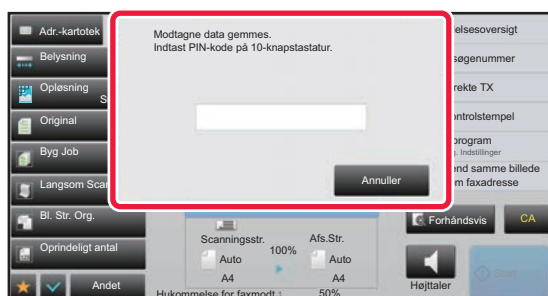 Adr.-kartotek
Belysning
Opløsning
S
Original
Byg Job
Langsom Scan
Bl. Str. Org.
Oprindeligt antal
Andet
Modtagne data gemmes.
Indtast PIN-kode på 10-knapstastatur.
Annuller
Scanningsstr.
100%
Afs.Str.
Auto
A4
Auto
A4
Hukommelse for faxmodt.:
50%
elsesoversigt
søgenummer
rekte TX
ontrolstempel
program
g. Indstillinger
end samme billede
m faxadresse
Forhåndsvis
CA
Højttaler
Start